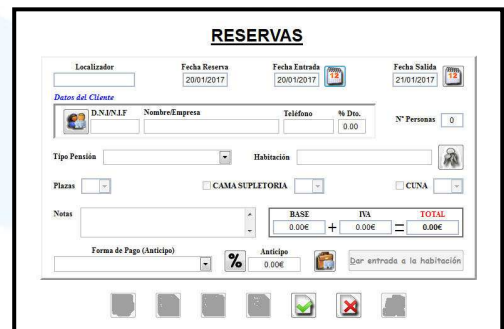 RESERVAS
Localizador Fecha Reserva Fecha Entrada Fecha Salida
20/01/2017 20/01/2017 12 21/01/2017 12
Datos del Cliente
D.N.I/N.I.F Nombre/Empresa Teléfono % Dto.
0.00 Nº Personas 0
Tipo Pensión Habitación
Plazas CAMA SUPLETORIA CUNA
Notas BASE IVA TOTAL
0.00€ + 0.00€ = 0.00€
Forma de Pago (Anticipo) % Anticipo
0.00€ Dar entrada a la habitación